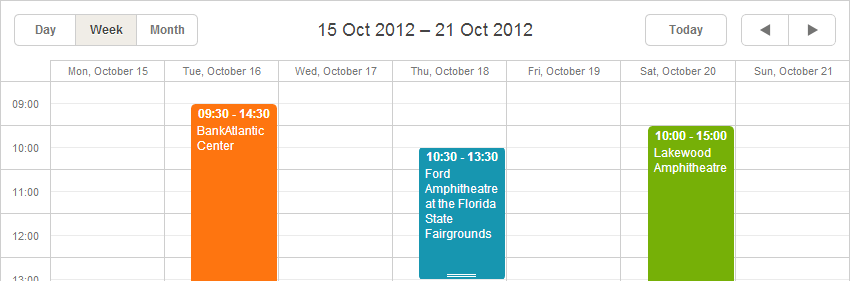 Day Week Month 15 Oct 2012 – 21 Oct 2012 Today
Mon, October 15 Tue, October 16 Wed, October 17 Thu, October 18 Fri, October 19 Sat, October 20 Sun, October 21
09:00
09:30 - 14:30
BankAtlantic
Center
10:00
10:30 - 13:30
Ford
Amphitheatre
at the Florida
State
Fairgrounds
10:00 - 15:00
Lakewood
Amphitheatre
11:00
12:00
13:00